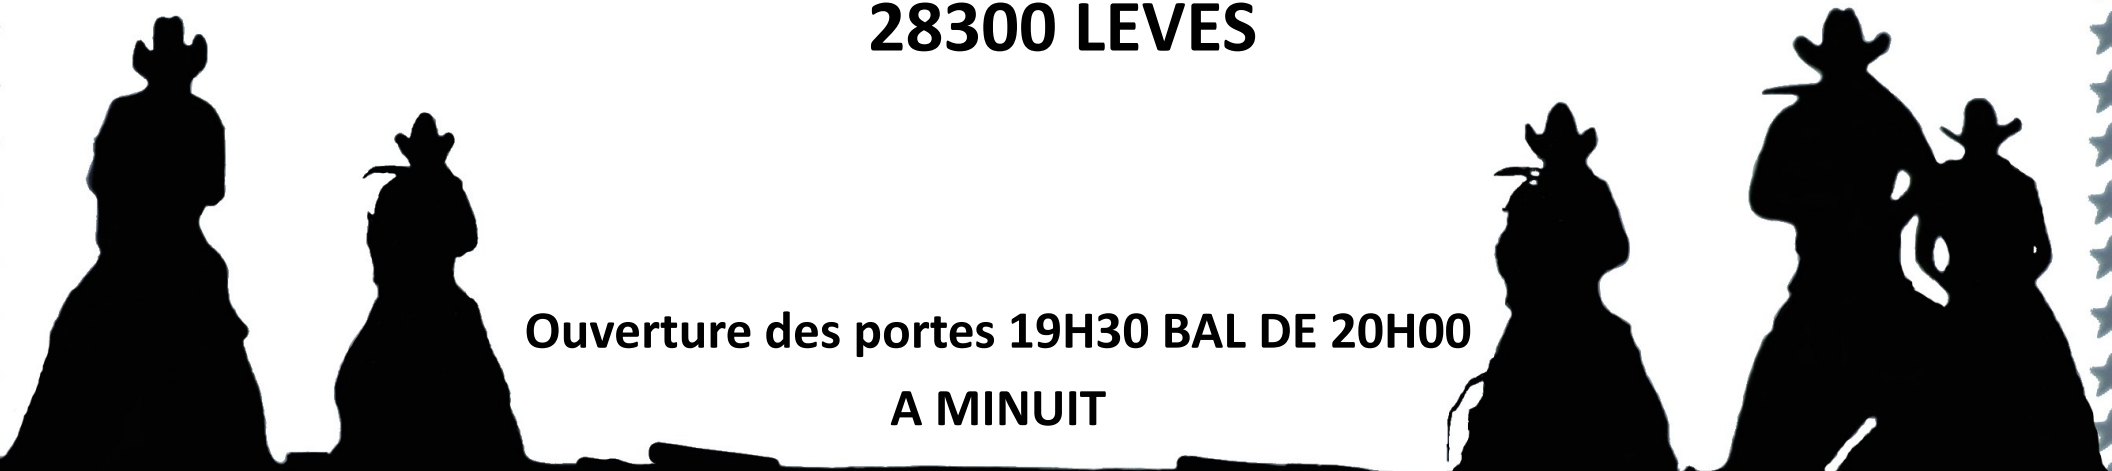 28300 LEVES
Ouverture des portes 19H30 BAL DE 20H00
A MINUIT